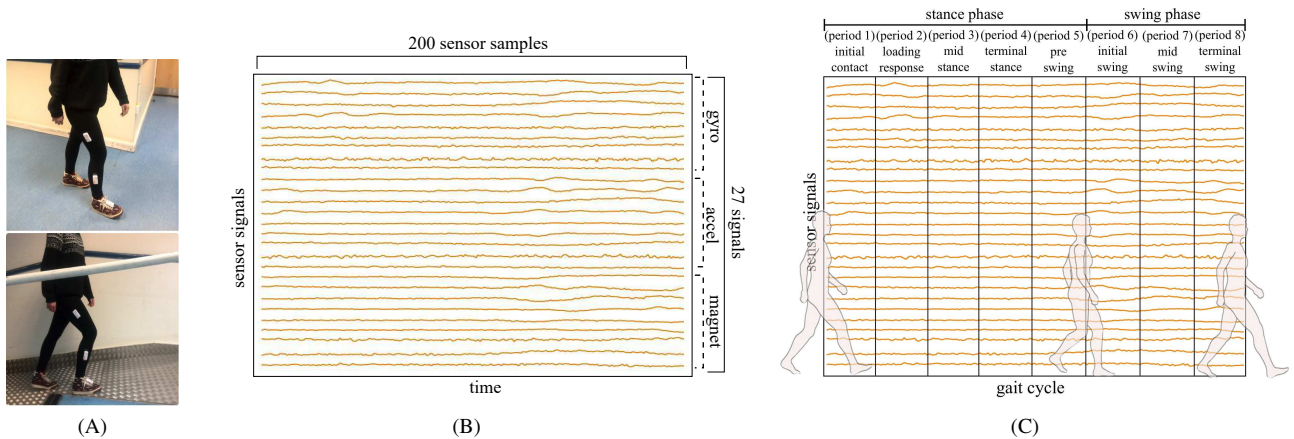 200 sensor samples
sensor signals
gyro
accel
magnet
27 signals
time
stance phase
swing phase
(period 1) (period 2) (period 3) (period 4) (period 5) (period 6) (period 7) (period 8)
initial loading mid terminal pre initial mid terminal
contact response stance stance swing swing swing swing
sensor signals
gait cycle
(A)
(B)
(C)